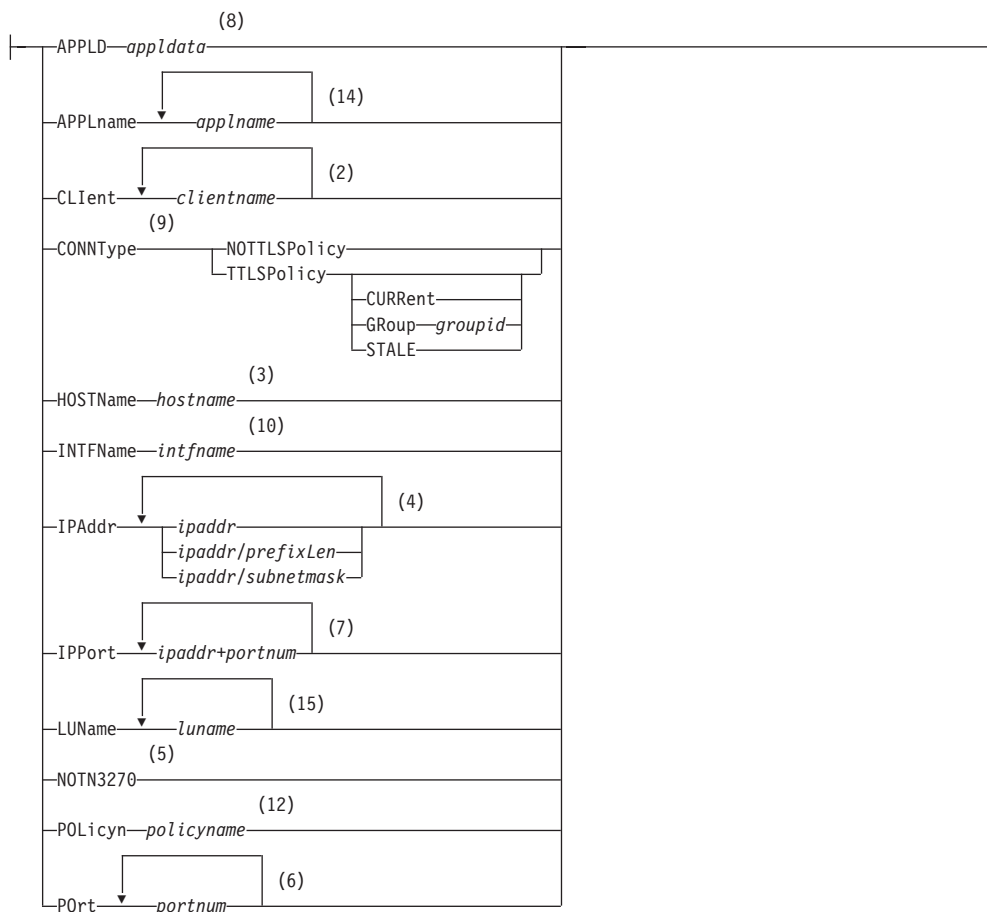 (8)
APPLD appldata
(14)
APPLname applname
(2)
CLIent clientname
(9)
CONNType NOTTLSPolicy
TTLSPolicy
CURRent
GRoup groupid
STALE
(3)
HOSTName hostname
(10)
INTFName intfname
(4)
IPAddr ipaddr
ipaddr/prefixLen
ipaddr/subnetmask
(7)
IPPort ipaddr+portnum
(15)
LUName luname
(5)
NOTN3270
(12)
POLicyn policyname
(6)
POrt portnum